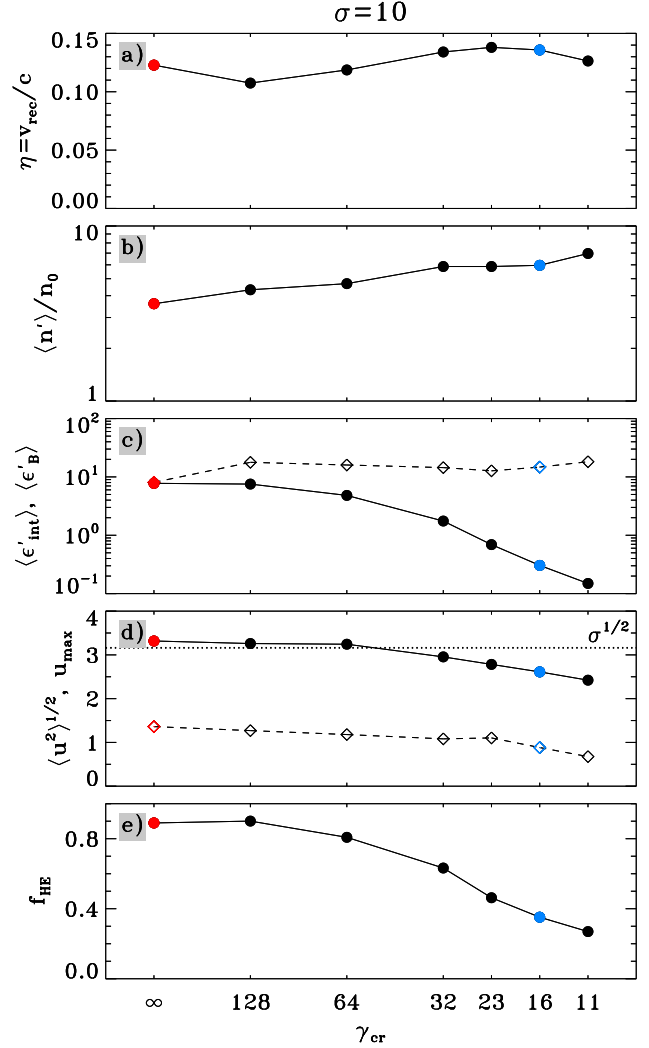 σ=10
a)
0.15
0.10
0.05
0.00
η=v_rec/c
b)
10
1
⟨n′⟩/n_0
c)
10^2
10^1
10^0
10^-1
⟨ϵ′_int⟩, ⟨ϵ′_B⟩
d)
σ^1/2
4
3
2
1
0
⟨u^2⟩^1/2, u_max
e)
0.8
0.4
0.0
f_HE
∞ 128 64 32 23 16 11
γ_cr